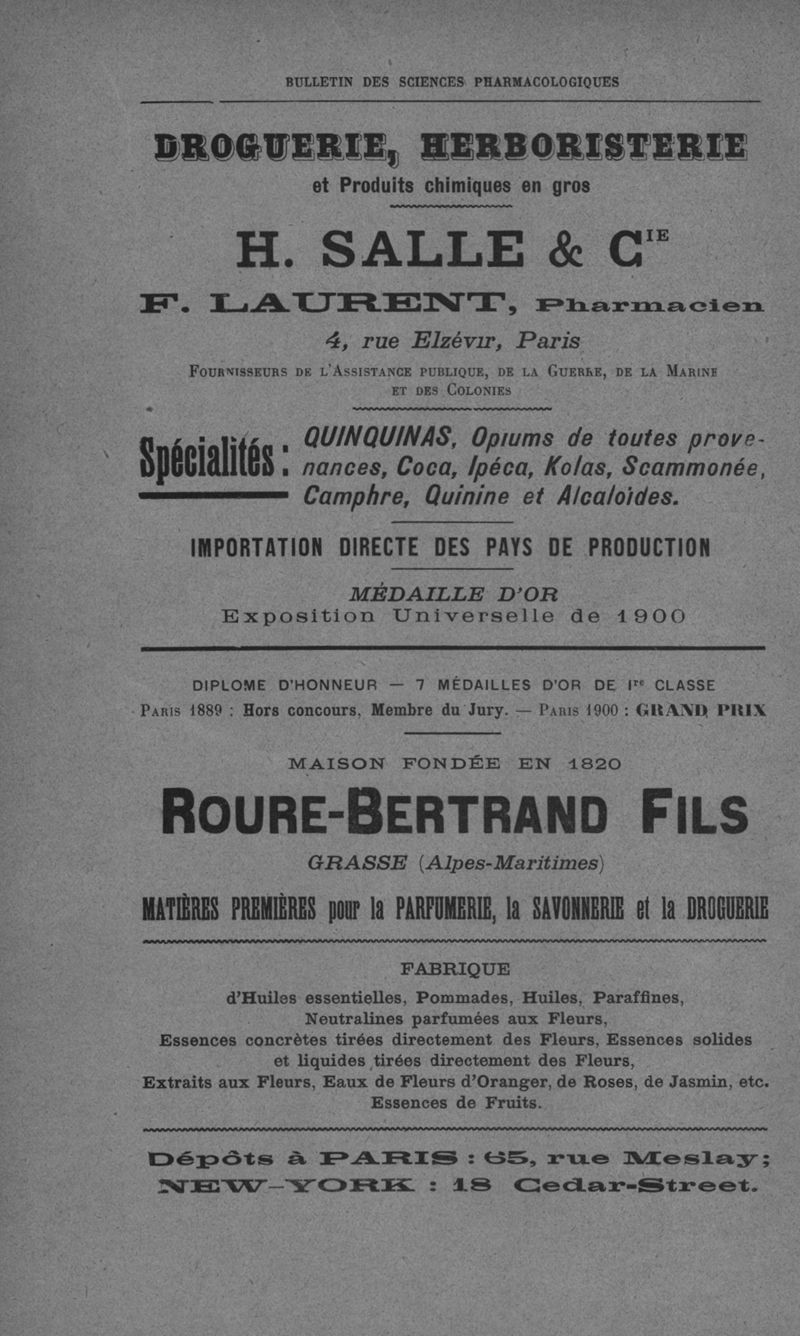 BULLETIN DES SCIENCES PHARMACOLOGIQUES
DROGUERIE, HERBORISTERIE
et Produits chimiques en gros
H. SALLE & CIE
F. LAURENT, Pharmacien
4, rue Elzévir, Paris
FOURNISSEURS DE L'ASSISTANCE PUBLIQUE, DE LA GUERRE, DE LA MARINE
ET DES COLONIES
Spécialités : QUINQUINAS, Opiums de toutes prove-
nances, Coca, Ipéca, Kolas, Scammonée,
Camphre, Quinine et Alcaloïdes.
IMPORTATION DIRECTE DES PAYS DE PRODUCTION
MÉDAILLE D'OR
Exposition Universelle de 1900
DIPLOME D'HONNEUR — 7 MÉDAILLES D'OR DE Ire CLASSE
PARIS 1889 : Hors concours, Membre du Jury. — PARIS 1900 : GRAND PRIX
MAISON FONDÉE EN 1820
ROURE-BERTRAND FILS
GRASSE (Alpes-Maritimes)
MATIÈRES PREMIÈRES pour la PARFUMERIE, la SAVONNERIE et la DROGUERIE
FABRIQUE
d'Huiles essentielles, Pommades, Huiles, Paraffines,
Neutralines parfumées aux Fleurs,
Essences concrètes tirées directement des Fleurs, Essences solides
et liquides tirées directement des Fleurs,
Extraits aux Fleurs, Eaux de Fleurs d'Oranger, de Roses, de Jasmin, etc.
Essences de Fruits.
Dépôts à PARIS : 65, rue Meslay;
NEW-YORK : 18 Cedar-Street.